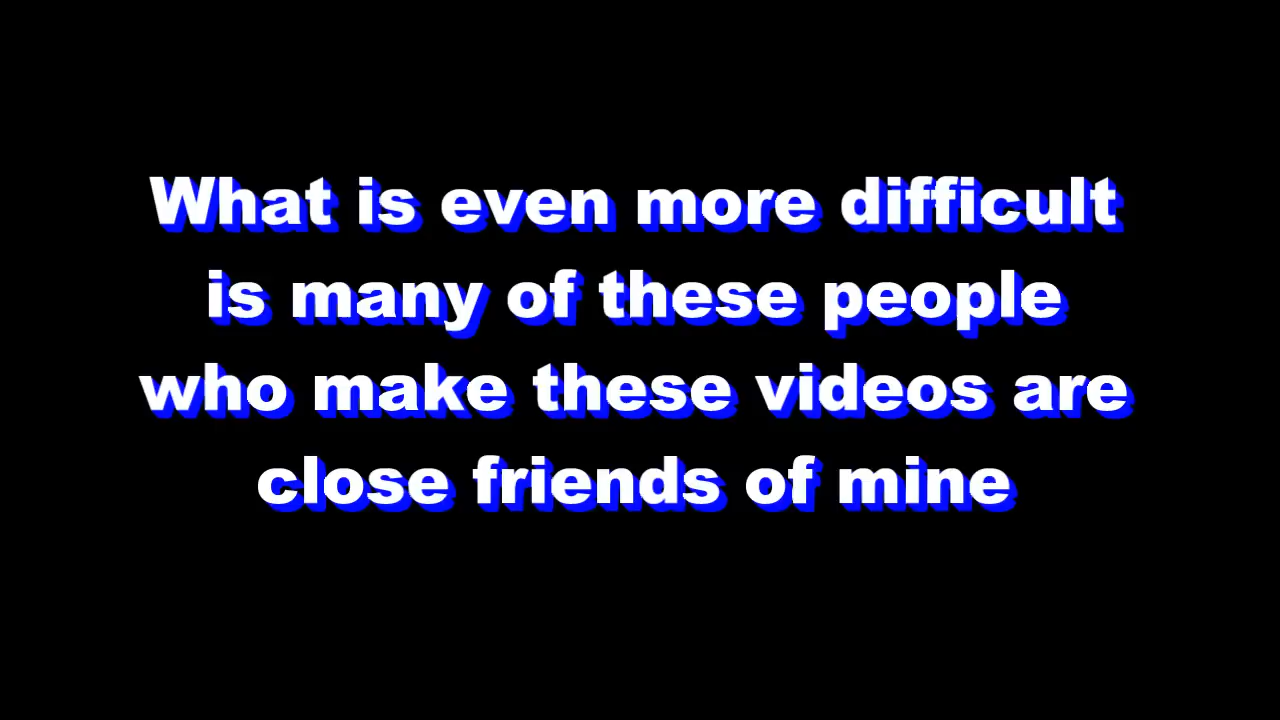 What is even more difficult
is many of these people
who make these videos are
close friends of mine